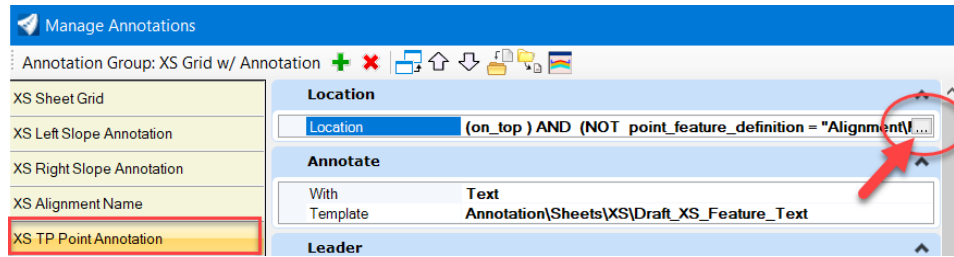 Manage Annotations
Annotation Group: XS Grid w/ Annotation
XS Sheet Grid
XS Left Slope Annotation
XS Right Slope Annotation
XS Alignment Name
XS TP Point Annotation
Location
Location (on_top ) AND (NOT point_feature_definition = "Alignment\ ...
Annotate
With Text
Template Annotation\Sheets\XS\Draft_XS_Feature_Text
Leader